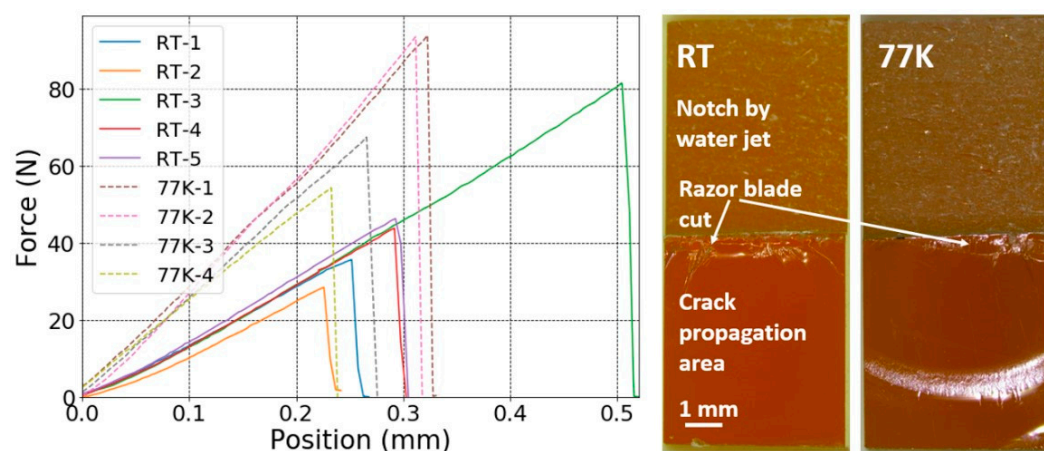 RT-1
RT-2
RT-3
RT-4
RT-5
77K-1
77K-2
77K-3
77K-4
Force (N)
80
60
40
20
0
0.0
0.1
0.2
0.3
0.4
0.5
Position (mm)
RT
77K
Notch by
water jet
Razor blade
cut
Crack
propagation
area
1 mm